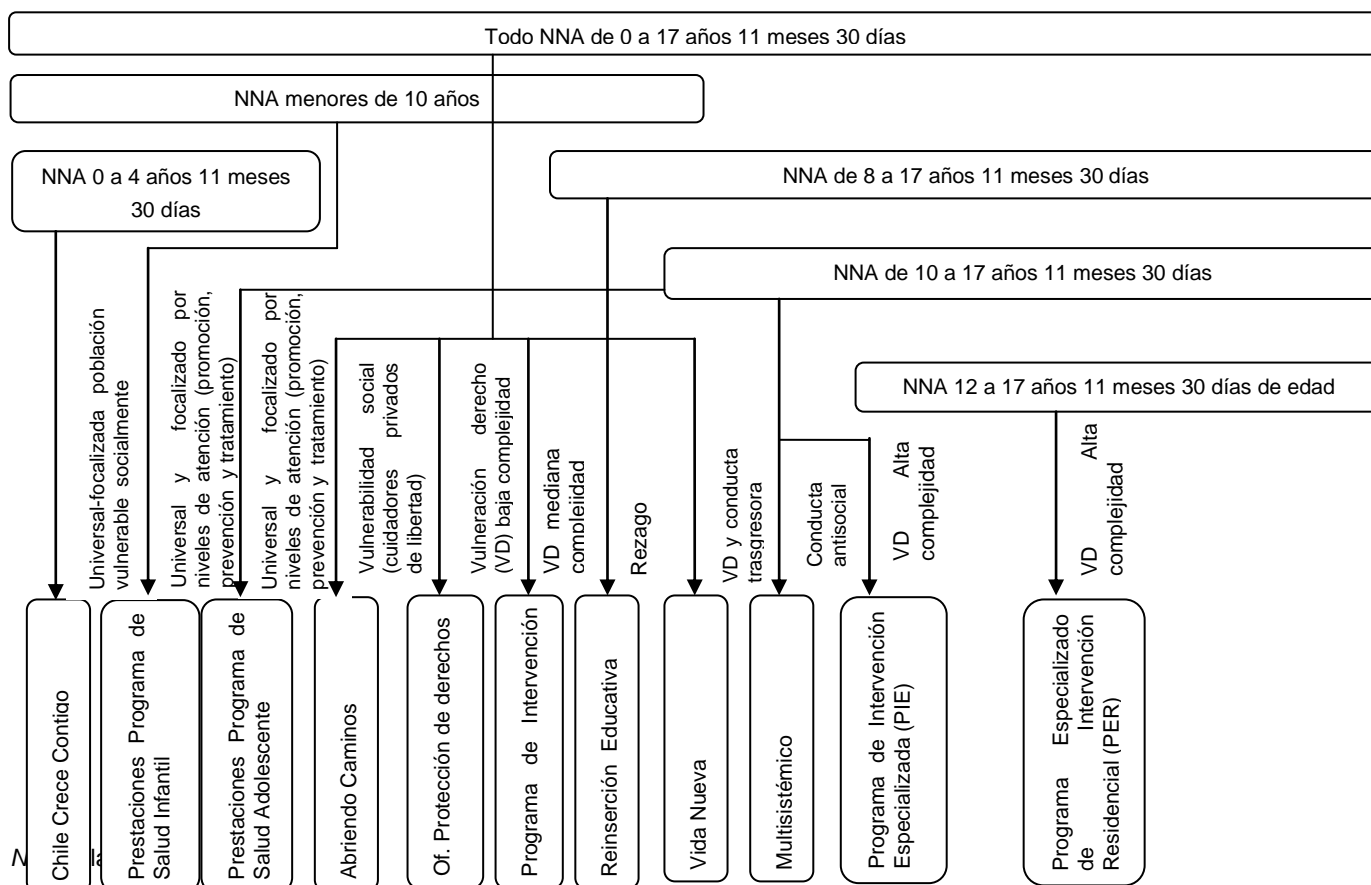 Todo NNA de 0 a 17 años 11 meses 30 días
NNA menores de 10 años
NNA 0 a 4 años 11 meses
30 días
NNA de 8 a 17 años 11 meses 30 días
NNA de 10 a 17 años 11 meses 30 días
NNA 12 a 17 años 11 meses 30 días de edad
Universal-focalizada población
vulnerable socialmente
Universal y focalizado por
niveles de atención (promoción,
prevención y tratamiento)
Universal y focalizado por
niveles de atención (promoción,
prevención y tratamiento)
Vulnerabilidad social
(cuidadores privados
de libertad)
Vulneración derecho
(VD) baja complejidad
VD mediana
complejidad
Rezago
VD y conducta
trasgresora
Conducta
antisocial
VD Alta
complejidad
VD Alta
complejidad
Chile Crece Contigo
Prestaciones Programa de
Salud Infantil
Prestaciones Programa de
Salud Adolescente
Abriendo Caminos
Of. Protección de derechos
Programa de Intervención
Reinserción Educativa
Vida Nueva
Multisistémico
Programa de Intervención
Especializada (PIE)
Programa Especializado
de Intervención
Residencial (PER)